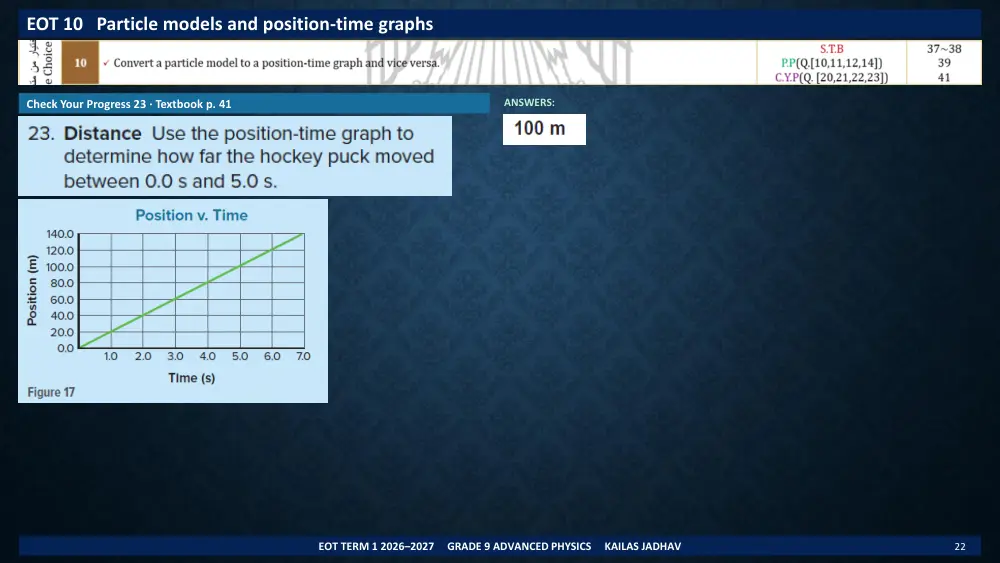 EOT 10 Particle models and position-time graphs
e Choice
10
✓ Convert a particle model to a position-time graph and vice versa.
S.T.B
37~38
P.P(Q.[10,11,12,14])
39
C.Y.P(Q. [20,21,22,23])
41
Check Your Progress 23 · Textbook p. 41
ANSWERS:
100 m
23. Distance Use the position-time graph to
determine how far the hockey puck moved
between 0.0 s and 5.0 s.
Position v. Time
Position (m)
140.0
120.0
100.0
80.0
60.0
40.0
20.0
0.0
1.0 2.0 3.0 4.0 5.0 6.0 7.0
Time (s)
Figure 17
EOT TERM 1 2026–2027 GRADE 9 ADVANCED PHYSICS KAILAS JADHAV
22